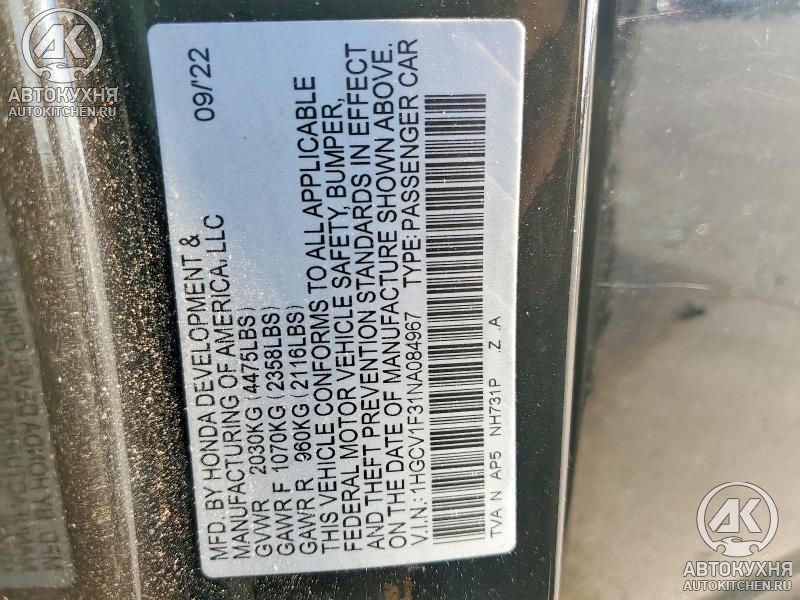 AK
АВТОКУХНЯ
AUTOKITCHEN.RU
09/'22
MFD. BY HONDA DEVELOPMENT &
MANUFACTURING OF AMERICA, LLC
GVWR 2030KG (4475LBS)
GAWR F 1070KG (2358LBS)
GAWR R 960KG (2116LBS)
THIS VEHICLE CONFORMS TO ALL APPLICABLE
FEDERAL MOTOR VEHICLE SAFETY, BUMPER,
AND THEFT PREVENTION STANDARDS IN EFFECT
ON THE DATE OF MANUFACTURE SHOWN ABOVE.
V.I.N.: 1HGCV1F31NA084967 TYPE: PASSENGER CAR
TVA N AP5 NH731P .Z .A
AK
АВТОКУХНЯ
AUTOKITCHEN.RU